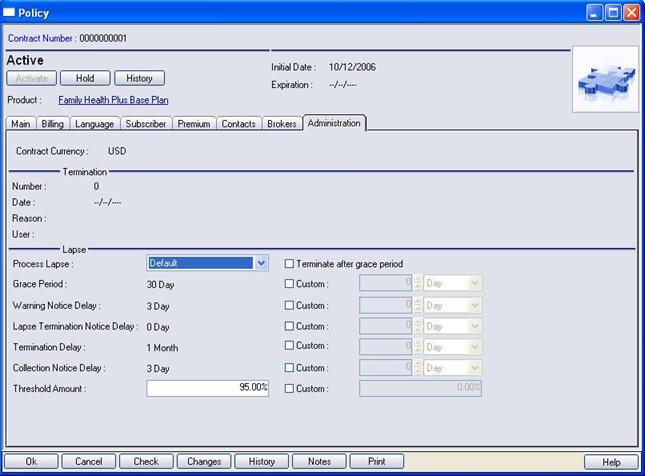 Policy
Contract Number : 0000000001
Active
Initial Date : 10/12/2006
Activate Hold History
Expiration : --/--/----
Product : Family Health Plus Base Plan
Main Billing Language Subscriber Premium Contacts Brokers Administration
Contract Currency : USD
Termination
Number : 0
Date : --/--/----
Reason :
User :
Lapse
Process Lapse : Default Terminate after grace period
Grace Period : 30 Day Custom : 0 Day
Warning Notice Delay : 3 Day Custom : 0 Day
Lapse Termination Notice Delay : 0 Day Custom : 0 Day
Termination Delay : 1 Month Custom : 0 Day
Collection Notice Delay : 3 Day Custom : 0 Day
Threshold Amount : 95.00% Custom : 0.00%
Ok Cancel Check Changes History Notes Print Help